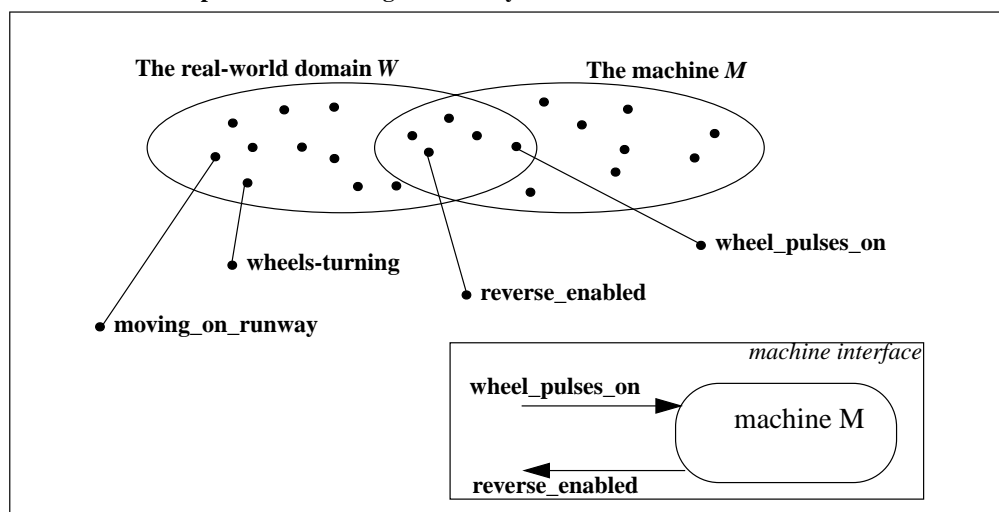 The real-world domain W
The machine M
wheel_pulses_on
wheels-turning
reverse_enabled
moving_on_runway
machine interface
wheel_pulses_on
machine M
reverse_enabled